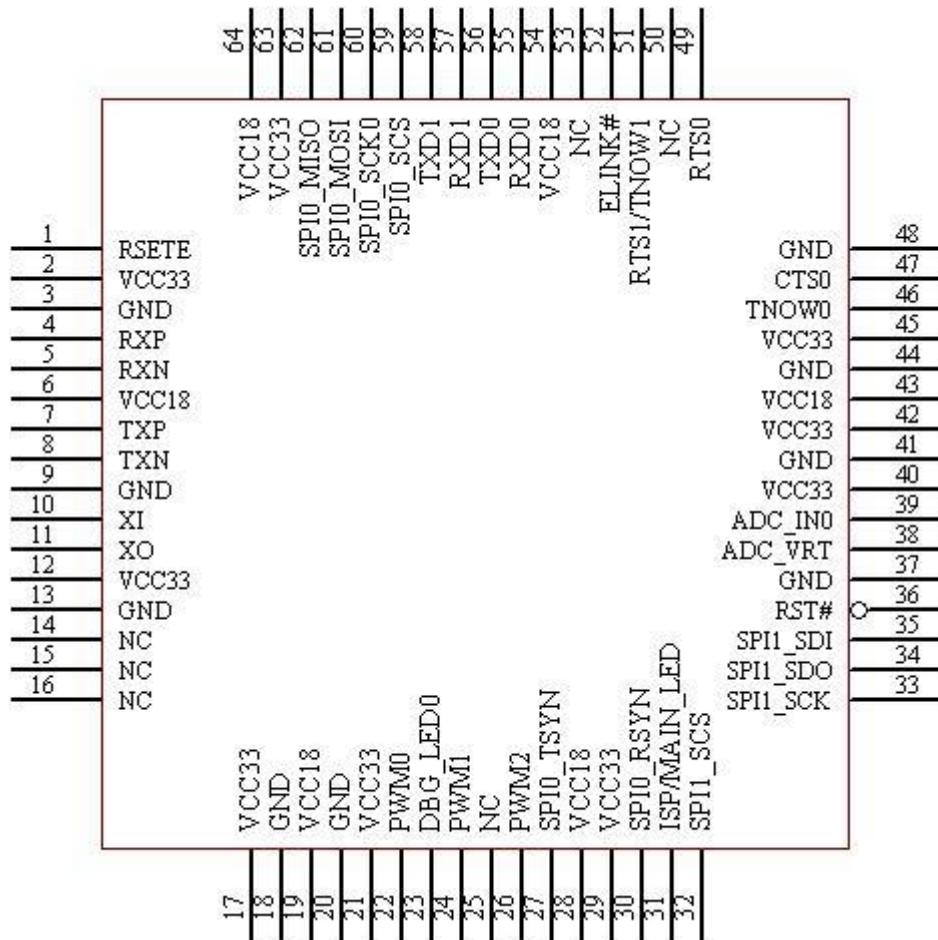 64 63 62 61 60 59 58 57 56 55 54 53 52 51 50 49
VCC18
VCC33
SPI0_MISO
SPI0_MOSI
SPI0_SCK0
SPI0_SCS
TXD1
RXD1
TXD0
RXD0
VCC18
NC
ELINK#
RTS1/TNOW1
NC
RTS0
1 RSETE
2 VCC33
3 GND
4 RXP
5 RXN
6 VCC18
7 TXP
8 TXN
9 GND
10 XI
11 XO
12 VCC33
13 GND
14 NC
15 NC
16 NC
GND 48
CTS0 47
TNOW0 46
VCC33 45
GND 44
VCC18 43
VCC33 42
GND 41
VCC33 40
ADC_IN0 39
ADC_VRT 38
GND 37
RST# 36
SPI1_SDI 35
SPI1_SDO 34
SPI1_SCK 33
VCC33
GND
VCC18
GND
VCC33
PWM0
DBG_LED0
PWM1
NC
PWM2
SPI0_TSYN
VCC18
VCC33
SPI0_RSYN
ISP/MAIN_LED
SPI1_SCS
17 18 19 20 21 22 23 24 25 26 27 28 29 30 31 32